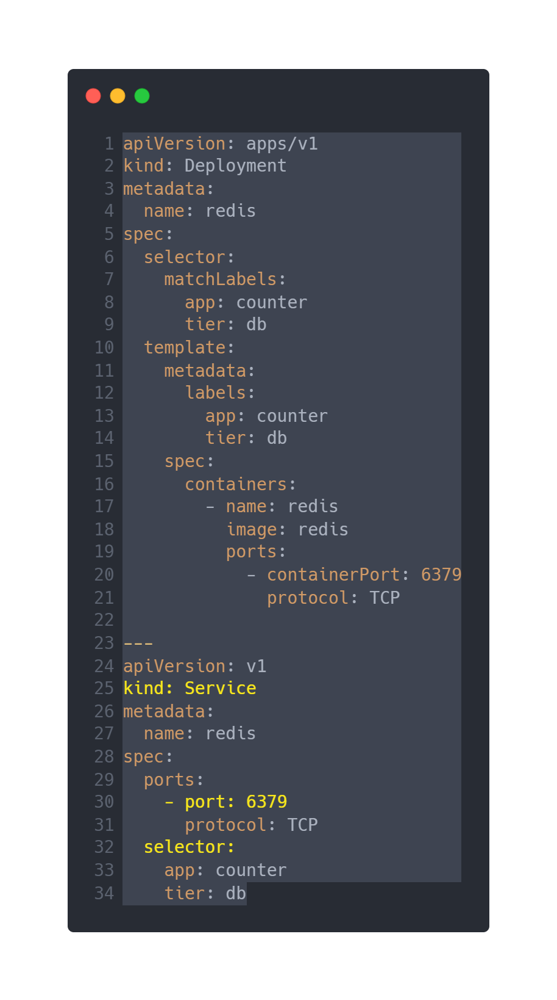 1 apiVersion: apps/v1
2 kind: Deployment
3 metadata:
4   name: redis
5 spec:
6   selector:
7     matchLabels:
8       app: counter
9       tier: db
10   template:
11     metadata:
12       labels:
13         app: counter
14         tier: db
15     spec:
16       containers:
17         - name: redis
18           image: redis
19           ports:
20             - containerPort: 6379
21               protocol: TCP
22
23 ---
24 apiVersion: v1
25 kind: Service
26 metadata:
27   name: redis
28 spec:
29   ports:
30     - port: 6379
31       protocol: TCP
32   selector:
33     app: counter
34     tier: db